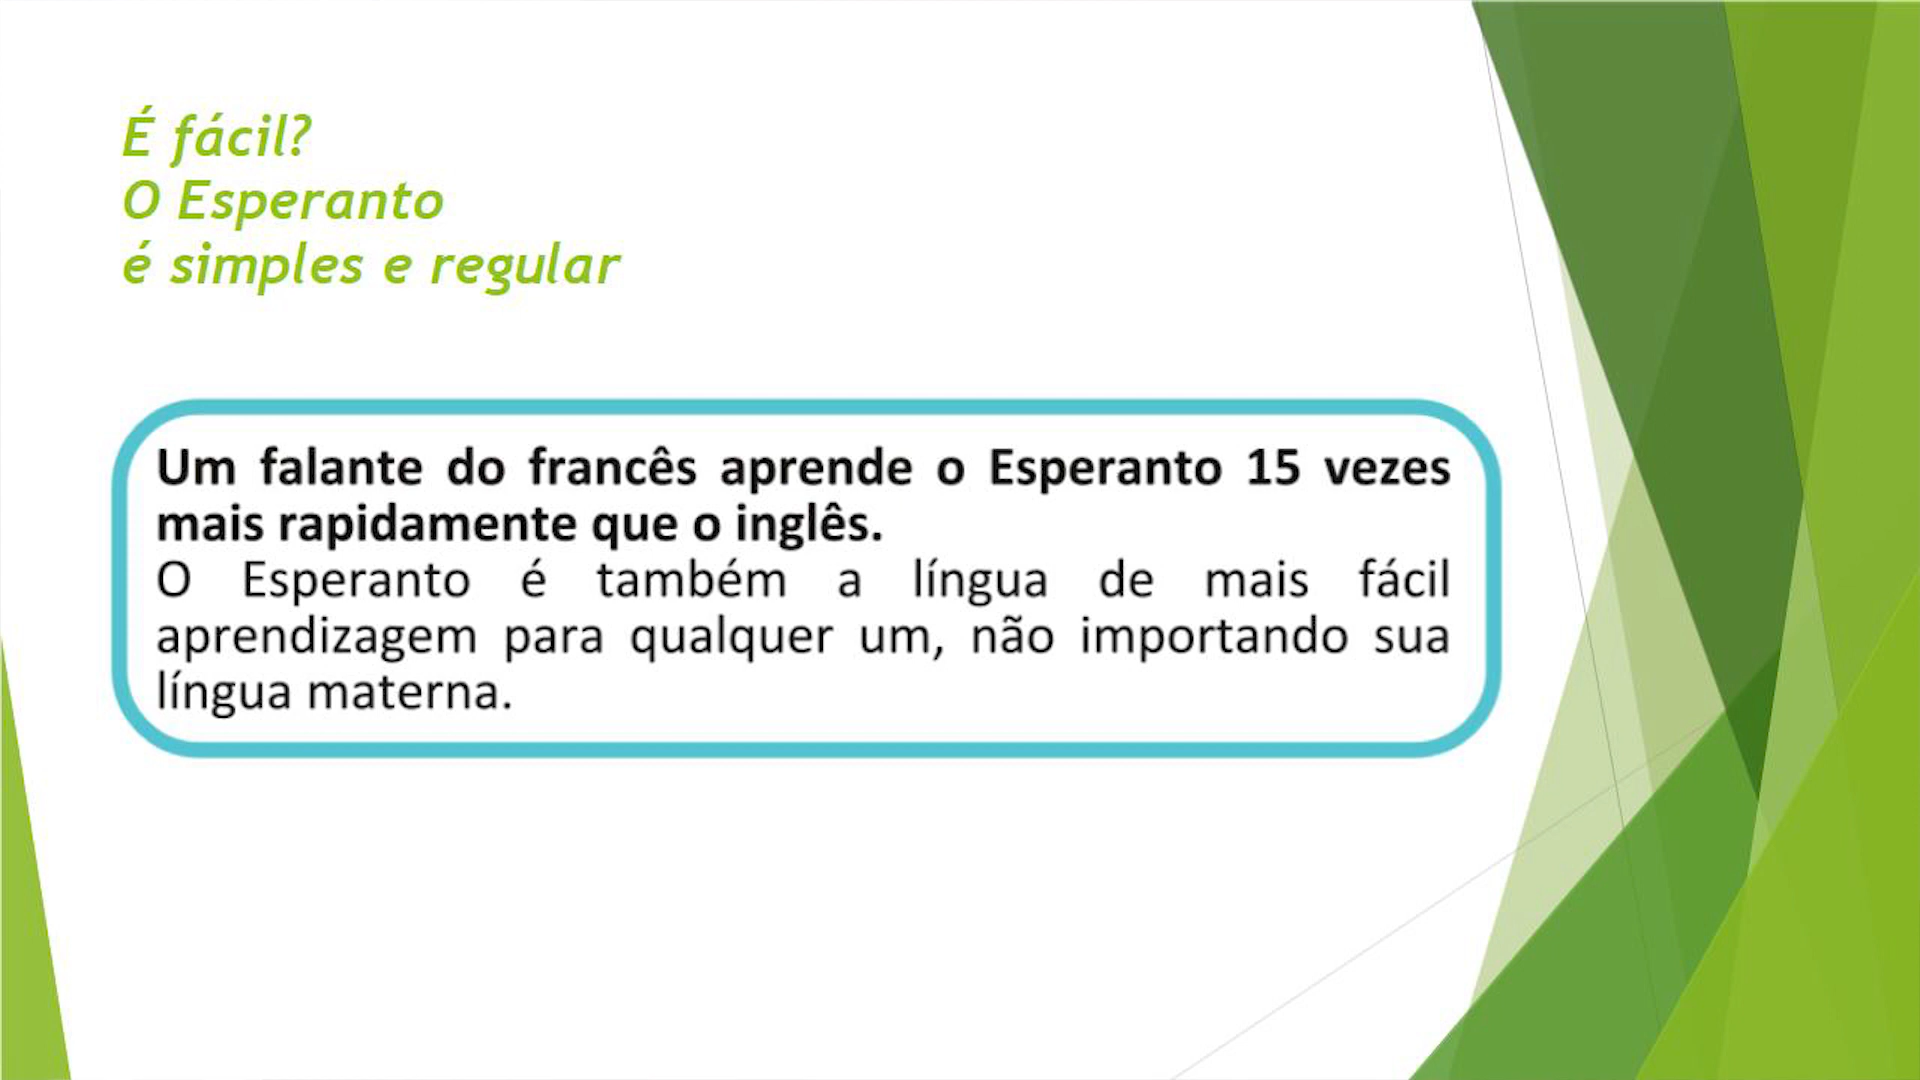 É fácil?
O Esperanto
é simples e regular
Um falante do francês aprende o Esperanto 15 vezes
mais rapidamente que o inglês.
O Esperanto é também a língua de mais fácil
aprendizagem para qualquer um, não importando sua
língua materna.